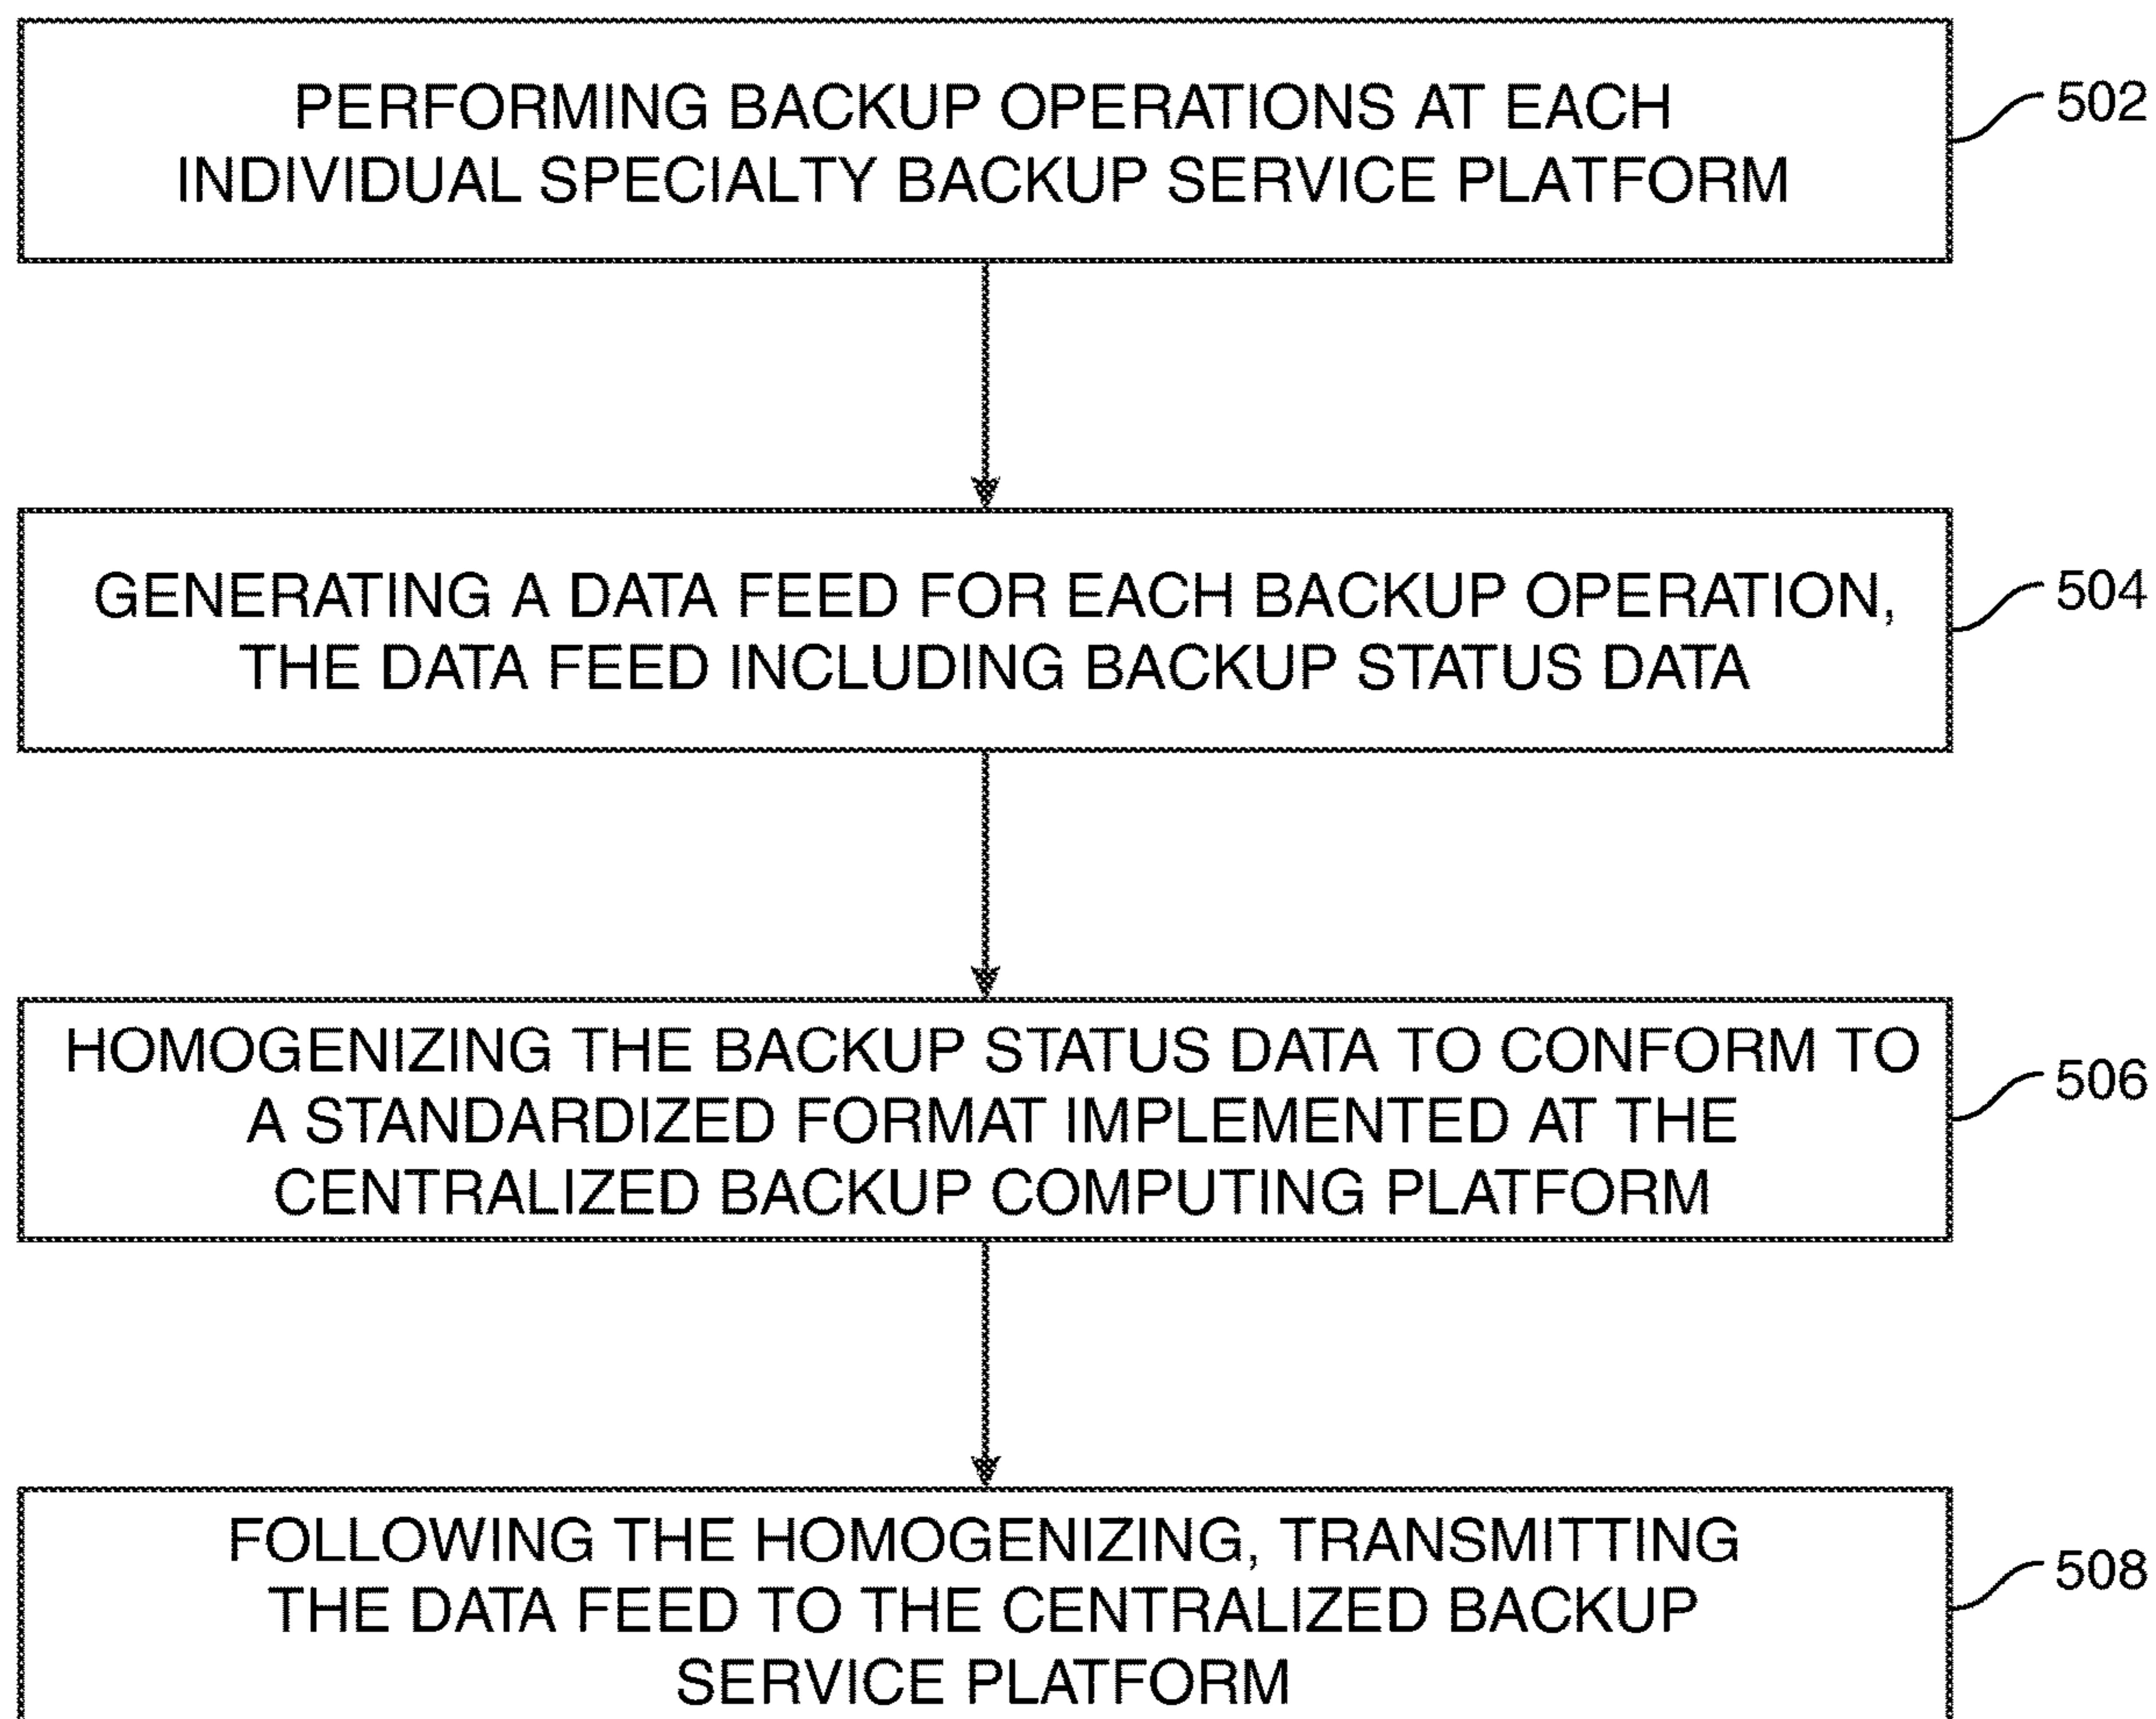 PERFORMING BACKUP OPERATIONS AT EACH
INDIVIDUAL SPECIALTY BACKUP SERVICE PLATFORM
502
GENERATING A DATA FEED FOR EACH BACKUP OPERATION,
THE DATA FEED INCLUDING BACKUP STATUS DATA
504
HOMOGENIZING THE BACKUP STATUS DATA TO CONFORM TO
A STANDARDIZED FORMAT IMPLEMENTED AT THE
CENTRALIZED BACKUP COMPUTING PLATFORM
506
FOLLOWING THE HOMOGENIZING, TRANSMITTING
THE DATA FEED TO THE CENTRALIZED BACKUP
SERVICE PLATFORM
508